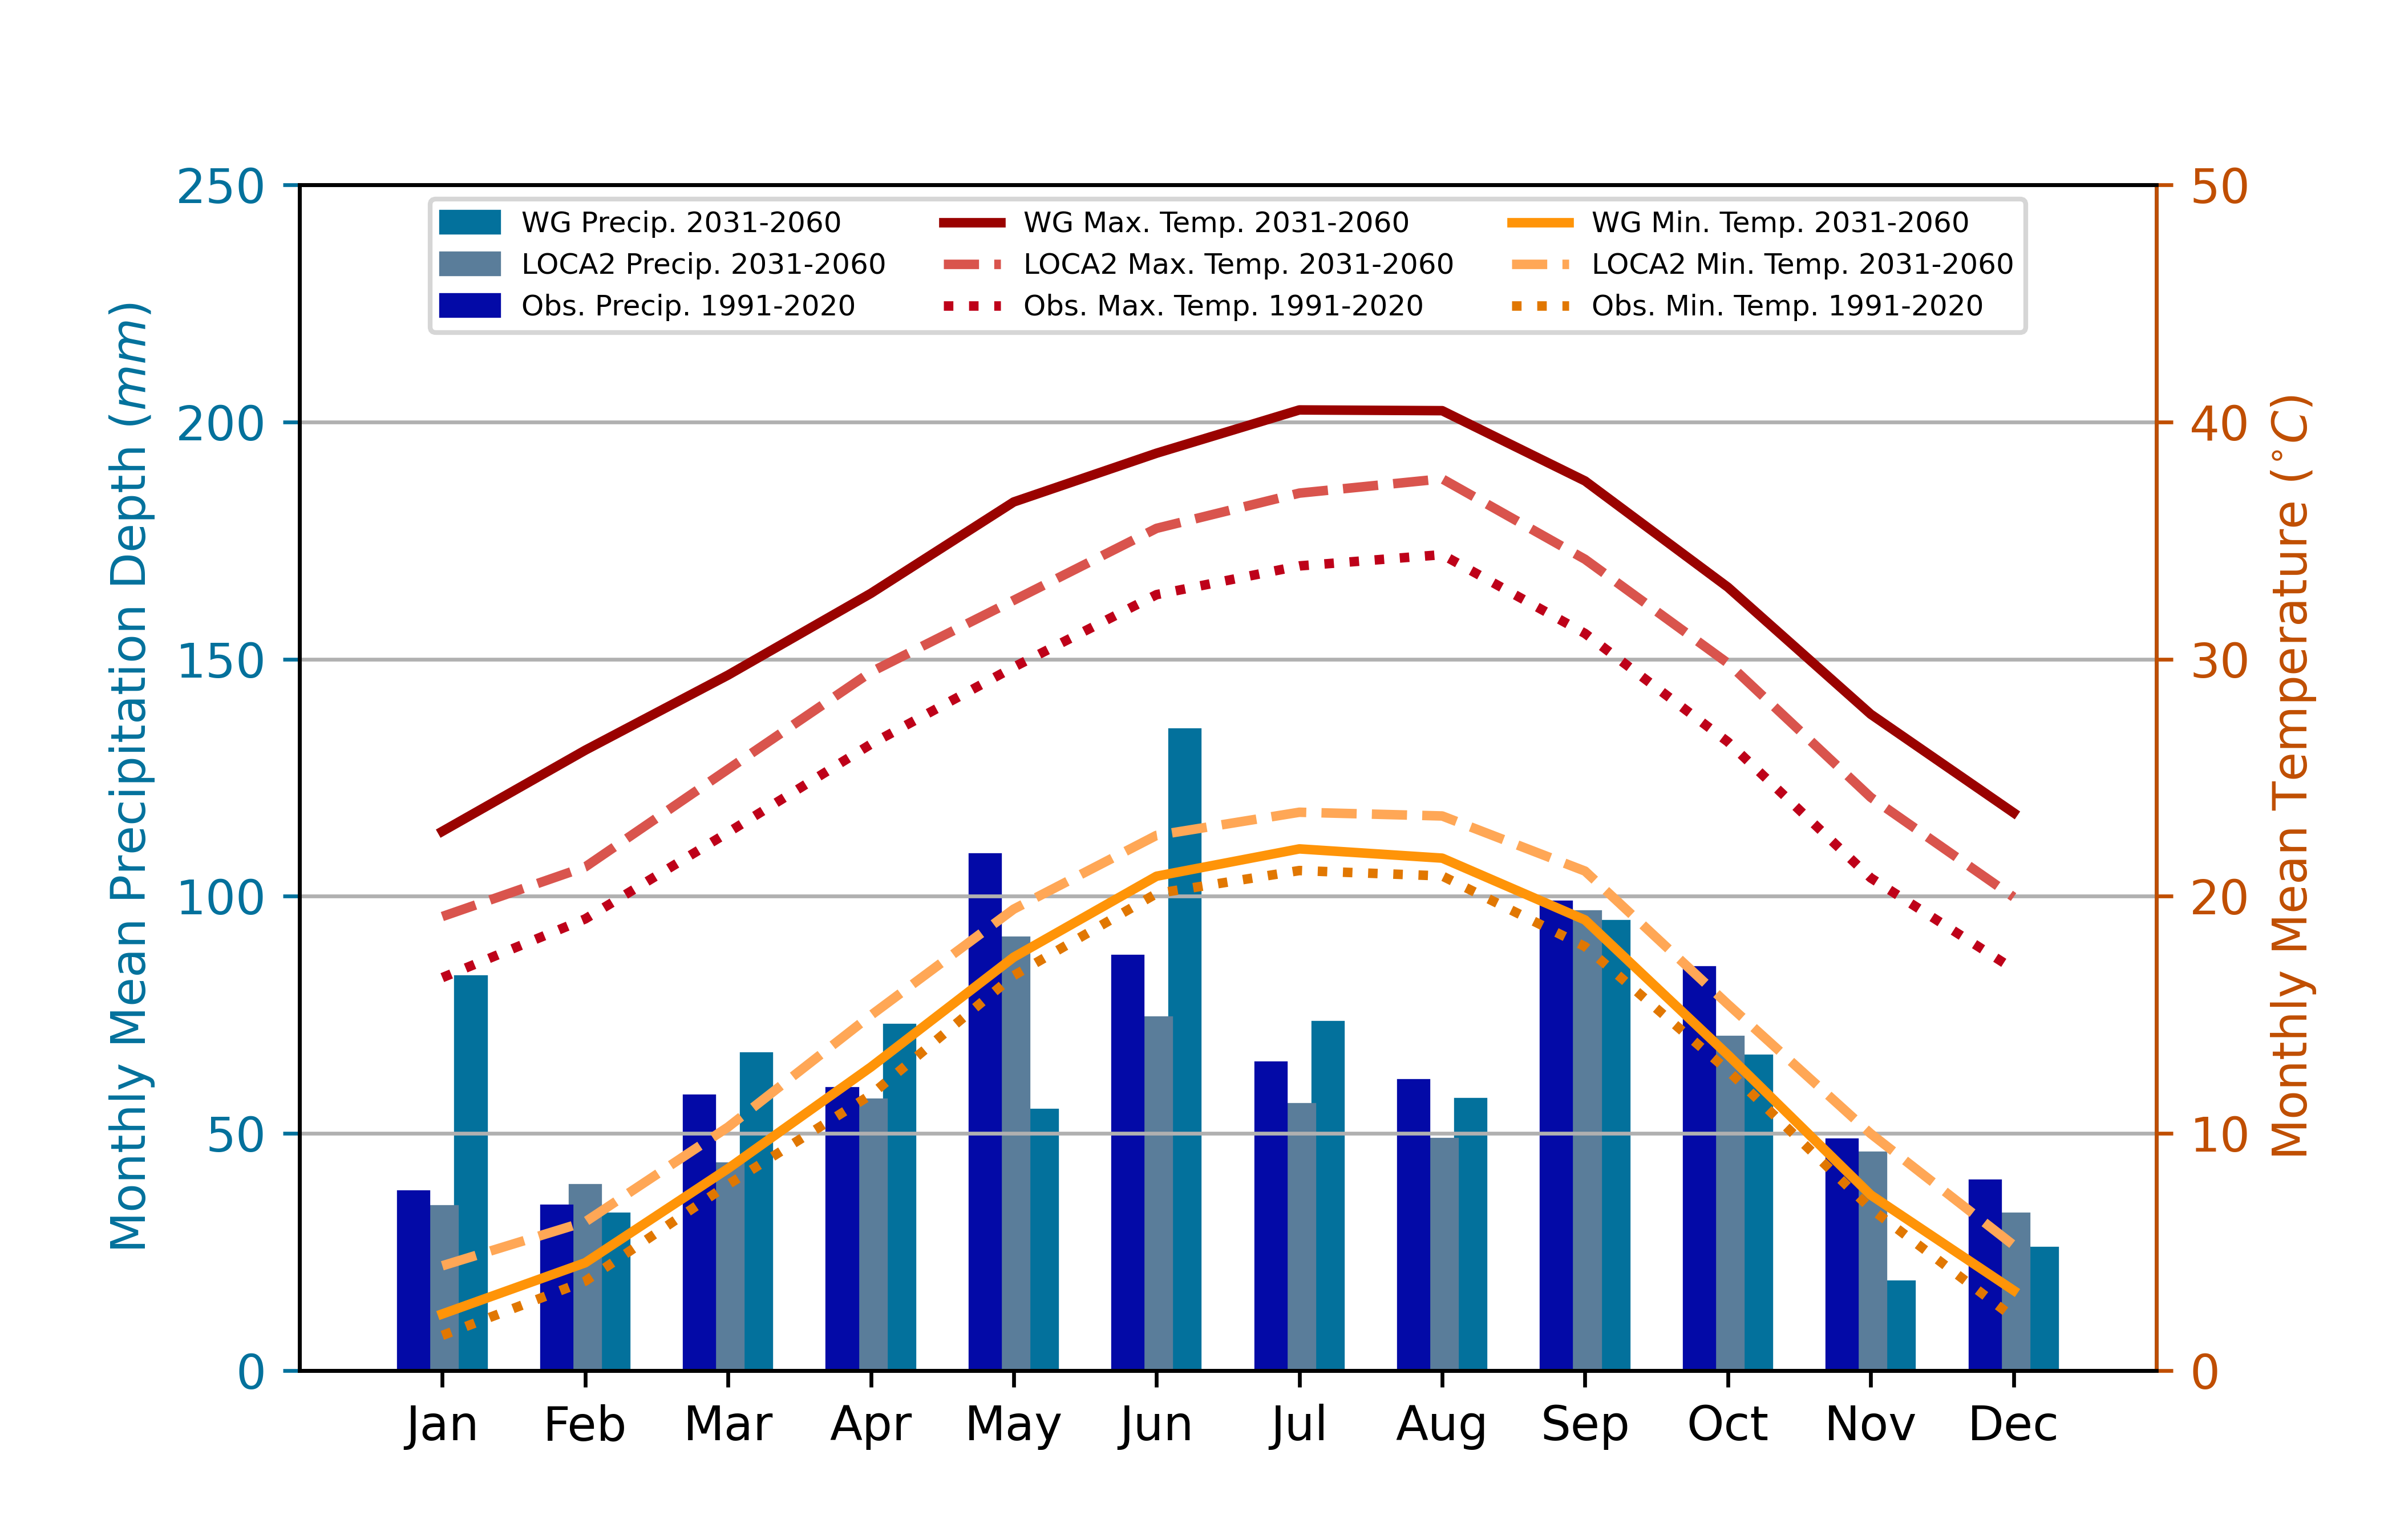 250
200
150
100
50
0
Monthly Mean Precipitation Depth (mm)
WG Precip. 2031-2060
LOCA2 Precip. 2031-2060
Obs. Precip. 1991-2020
WG Max. Temp. 2031-2060
LOCA2 Max. Temp. 2031-2060
Obs. Max. Temp. 1991-2020
WG Min. Temp. 2031-2060
LOCA2 Min. Temp. 2031-2060
Obs. Min. Temp. 1991-2020
50
40
30
20
10
0
Monthly Mean Temperature (°C)
Jan Feb Mar Apr May Jun Jul Aug Sep Oct Nov Dec